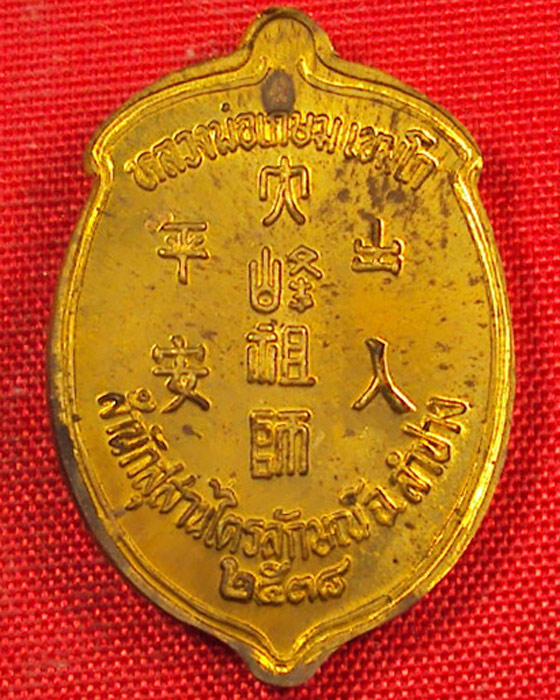 หลวงพ่อเกษม เขมโก
大峰祖師
出入
平安
สำนักสุสานไตรลักษณ์ จ.ลำปาง
๒๕๓๘